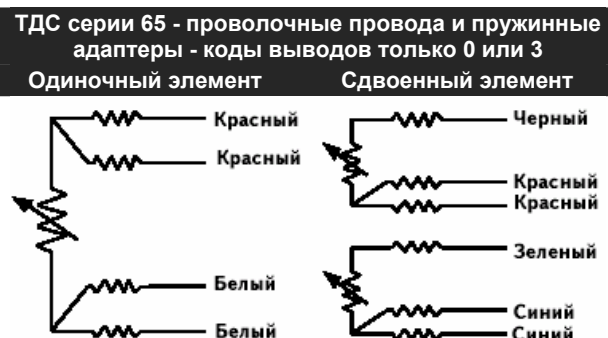 ТДС серии 65 - проволочные провода и пружинные
адаптеры - коды выводов только 0 или 3
Одиночный элемент
Сдвоенный элемент
Красный
Красный
Белый
Белый
Черный
Красный
Красный
Зеленый
Синий
Синий